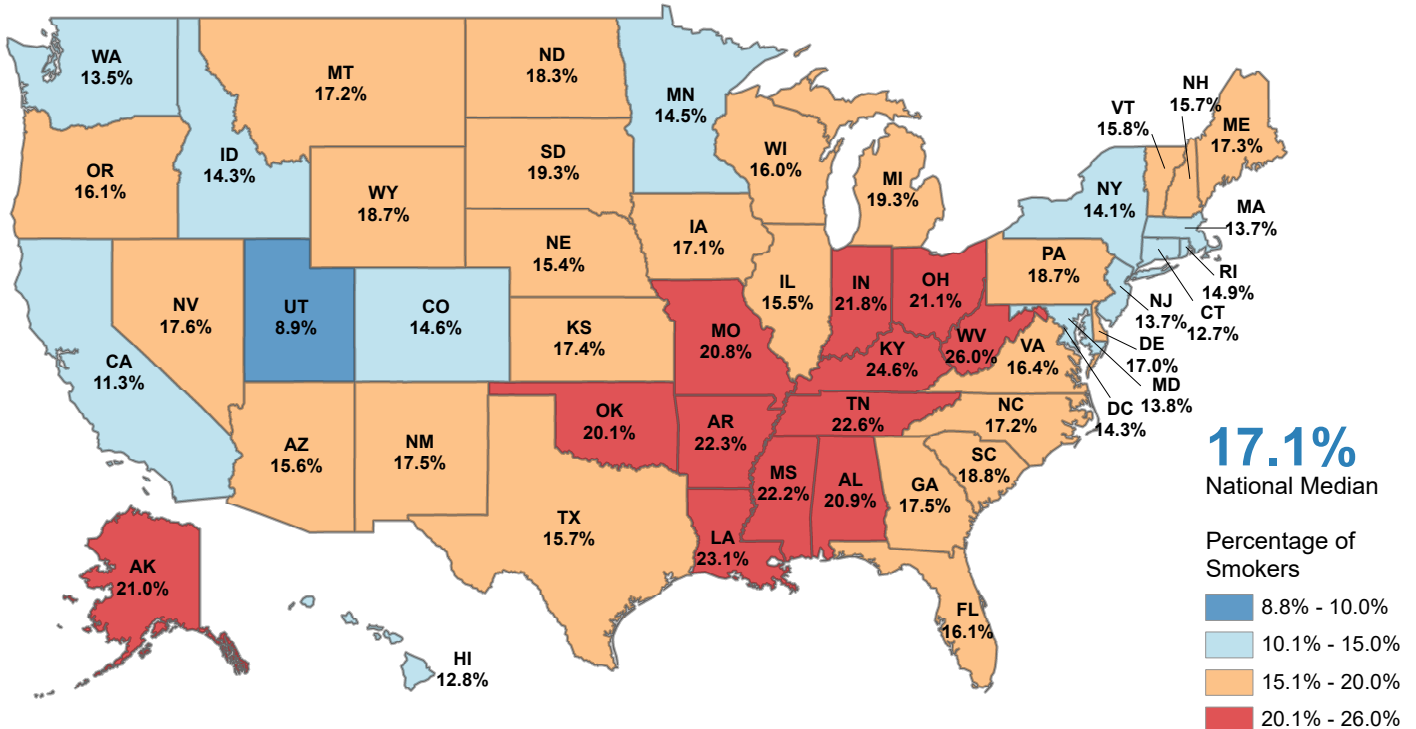 WA
13.5%
MT
17.2%
ND
18.3%
MN
14.5%
NH
15.7%
VT
15.8%
ME
17.3%
OR
16.1%
ID
14.3%
SD
19.3%
WI
16.0%
MI
19.3%
NY
14.1%
MA
13.7%
WY
18.7%
IA
17.1%
NE
15.4%
PA
18.7%
RI
14.9%
NV
17.6%
UT
8.9%
CO
14.6%
IL
15.5%
IN
21.8%
OH
21.1%
NJ
13.7%
CT
12.7%
CA
11.3%
KS
17.4%
MO
20.8%
KY
24.6%
WV
26.0%
VA
16.4%
DE
17.0%
MD
13.8%
DC
14.3%
AZ
15.6%
NM
17.5%
OK
20.1%
AR
22.3%
TN
22.6%
NC
17.2%
SC
18.8%
MS
22.2%
AL
20.9%
GA
17.5%
TX
15.7%
LA
23.1%
FL
16.1%
AK
21.0%
HI
12.8%
17.1%
National Median
Percentage of
Smokers
8.8% - 10.0%
10.1% - 15.0%
15.1% - 20.0%
20.1% - 26.0%